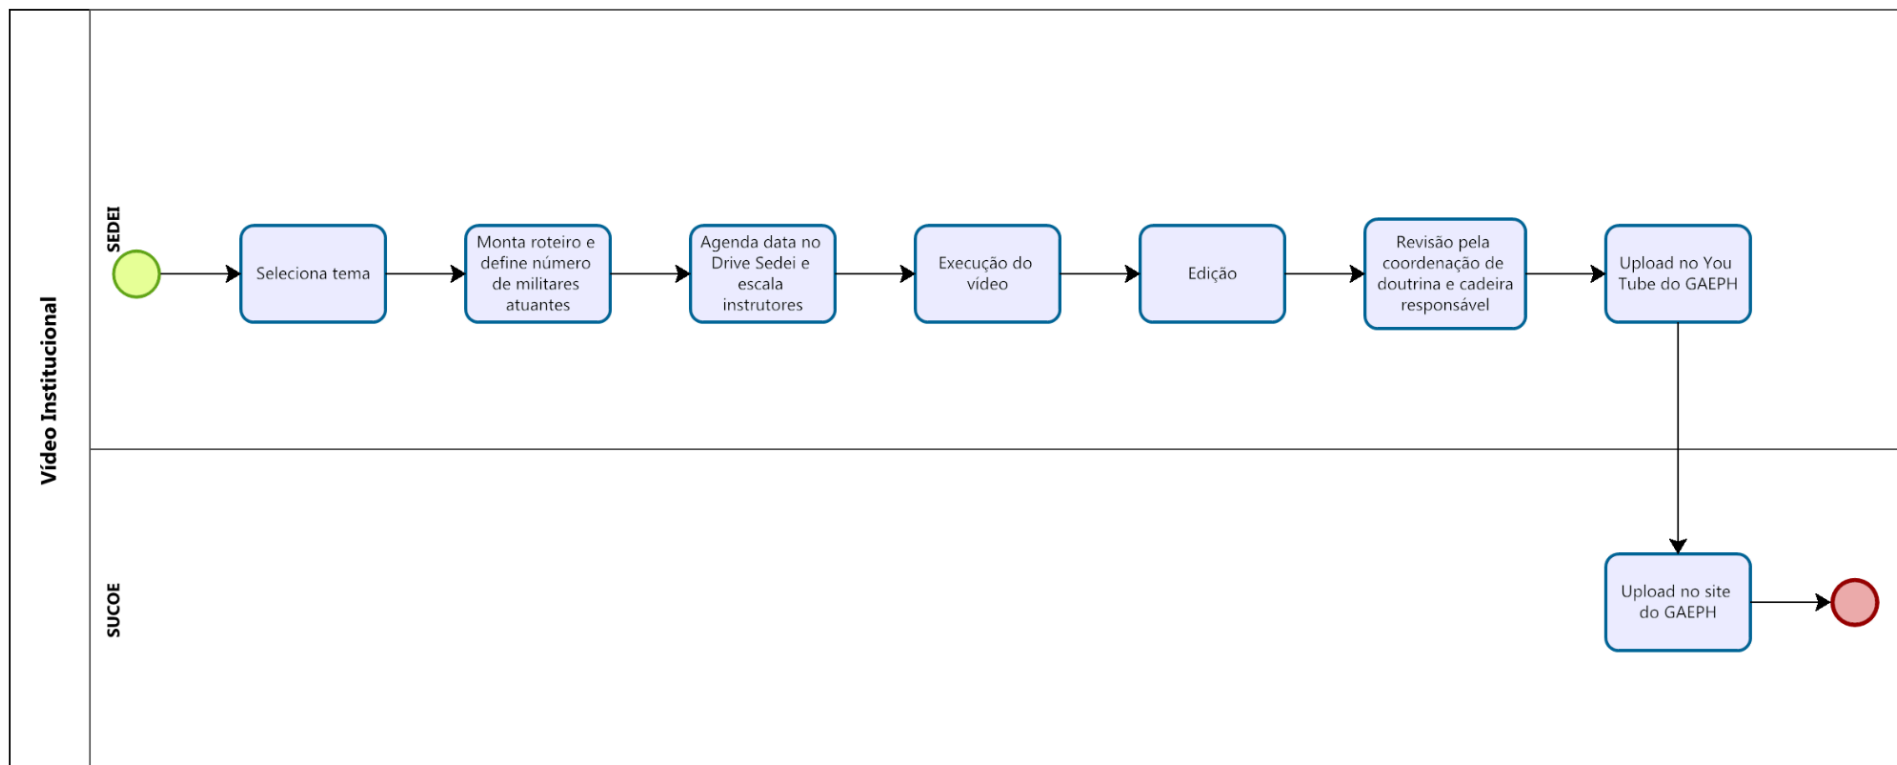 Vídeo Institucional
SEDEI
Seleciona tema
Monta roteiro e
define número
de militares
atuantes
Agenda data no
Drive Sedei e
escala
instrutores
Execução do
vídeo
Edição
Revisão pela
coordenação de
doutrina e cadeira
responsável
Upload no You
Tube do GAEPH
SUCOE
Upload no site
do GAEPH